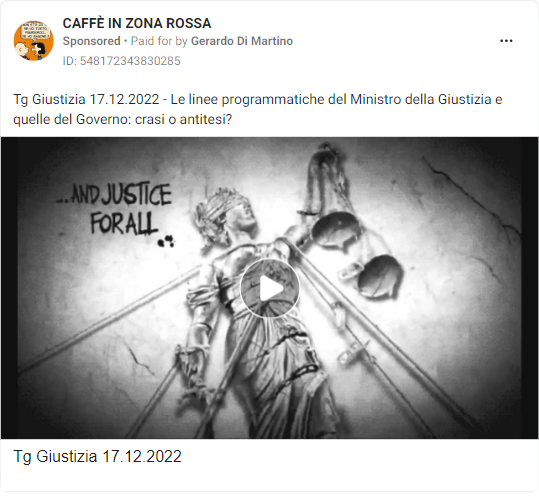 CAFFÈ IN ZONA ROSSA
Sponsored • Paid for by Gerardo Di Martino
ID: 548172343830285
Tg Giustizia 17.12.2022 - Le linee programmatiche del Ministro della Giustizia e
quelle del Governo: crasi o antitesi?
...AND JUSTICE
FOR ALL
Tg Giustizia 17.12.2022